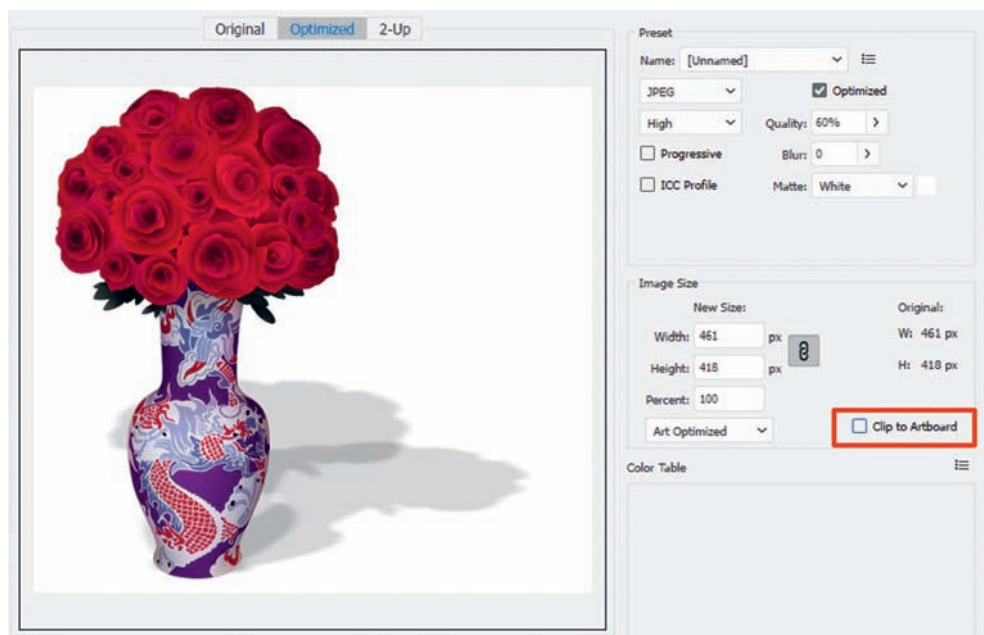 Original Optimized 2-Up
Preset
Name: [Unnamed]
JPEG Optimized
High Quality: 60%
Progressive Blur: 0
ICC Profile Matte: White
Image Size
New Size: Original:
Width: 461 px W: 461 px
Height: 418 px H: 418 px
Percent: 100
Art Optimized Clip to Artboard
Color Table